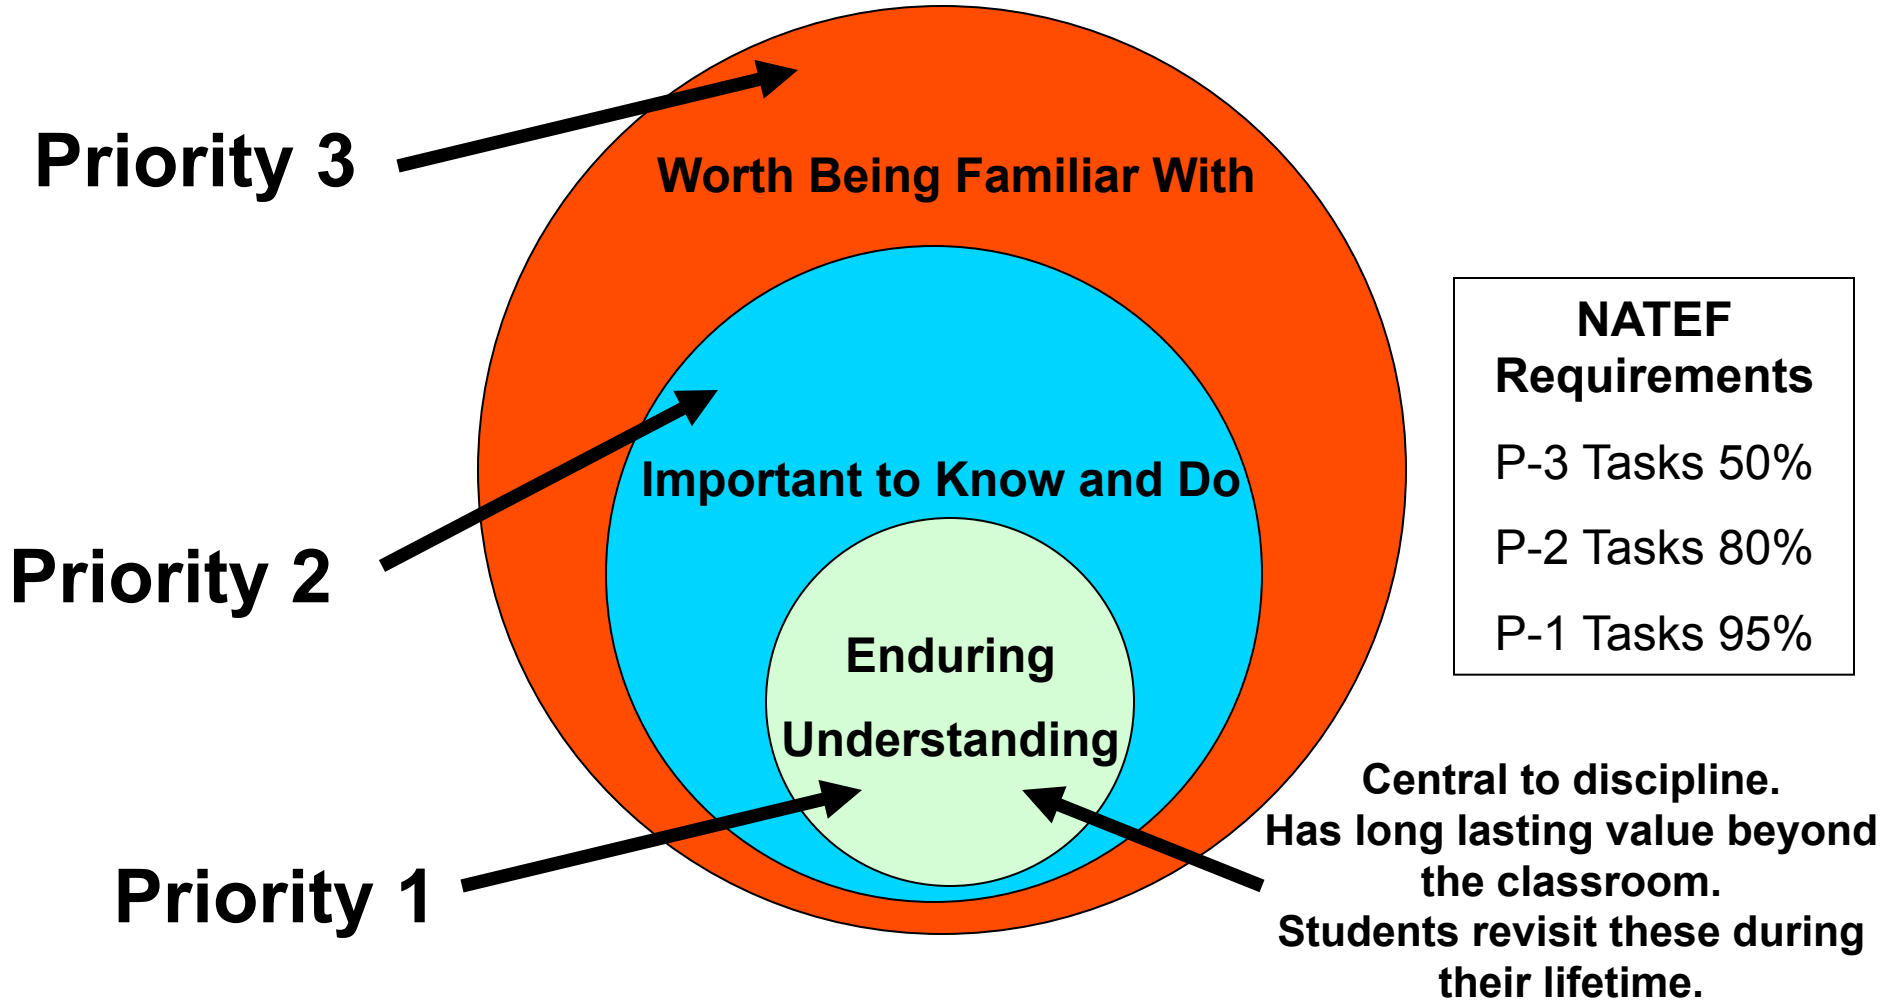 Priority 3
Worth Being Familiar With
NATEF
Requirements
P-3 Tasks 50%
P-2 Tasks 80%
P-1 Tasks 95%
Important to Know and Do
Priority 2
Enduring
Understanding
Priority 1
Central to discipline.
Has long lasting value beyond
the classroom.
Students revisit these during
their lifetime.